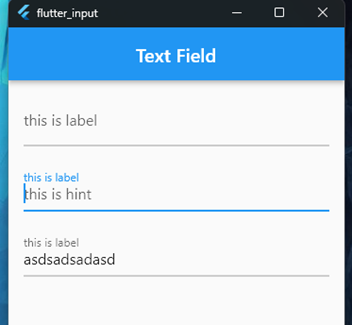 flutter_input
Text Field
this is label
this is label
this is hint
this is label
asdsadsadasd